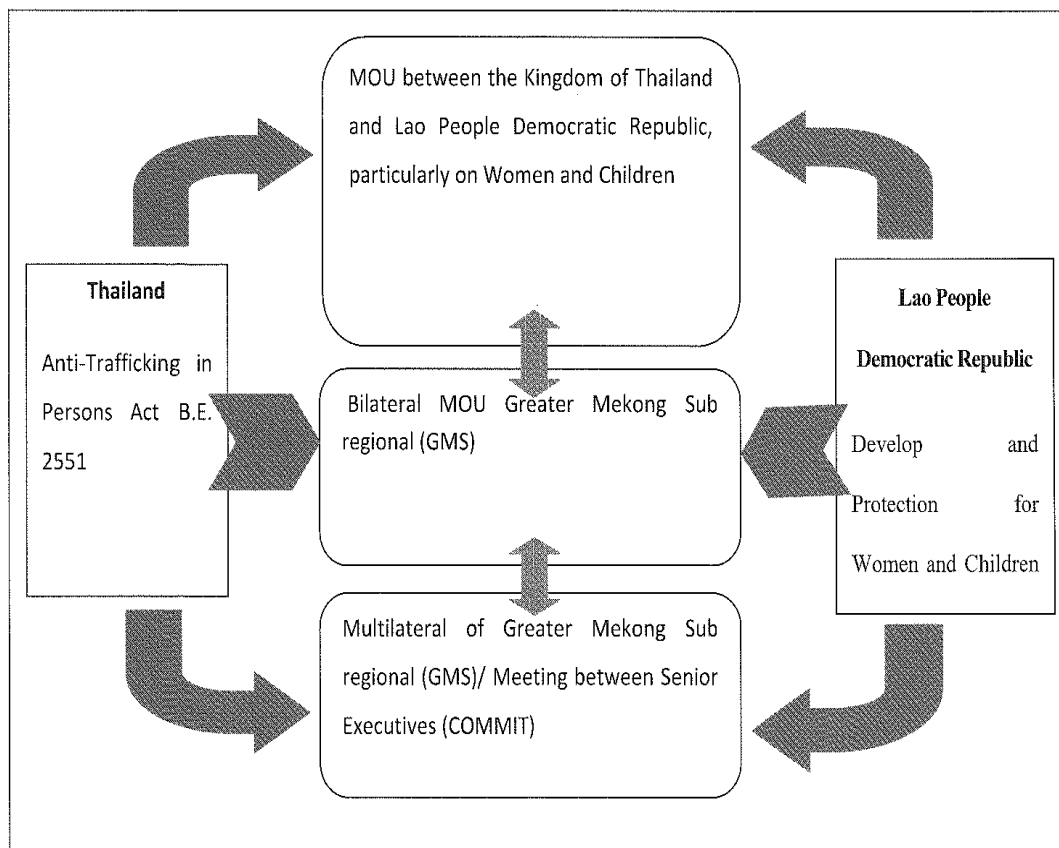 MOU between the Kingdom of Thailand
and Lao People Democratic Republic,
particularly on Women and Children
Thailand
Anti-Trafficking in
Persons Act B.E.
2551
Bilateral MOU Greater Mekong Sub
regional (GMS)
Lao People
Democratic Republic
Develop and
Protection for
Women and Children
Multilateral of Greater Mekong Sub
regional (GMS)/ Meeting between Senior
Executives (COMMIT)